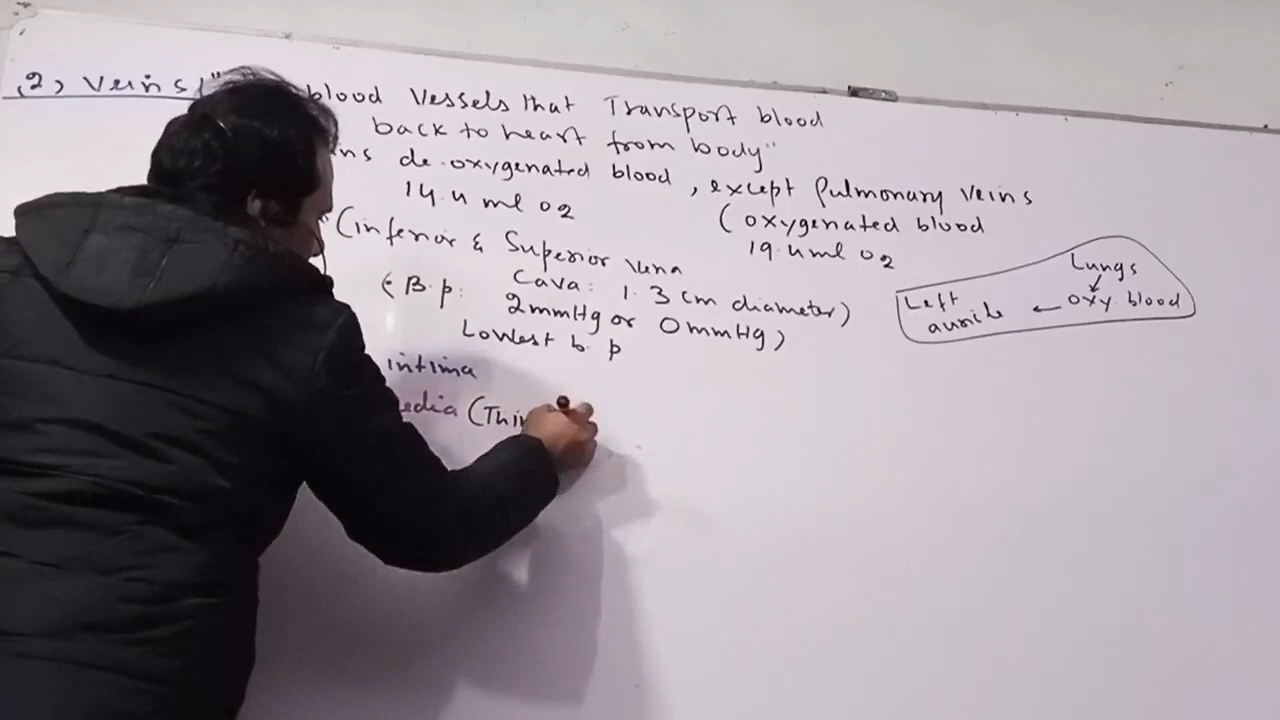 ,2, Veins,"
blood Vessels that Transport blood
back to heart from body"
ns de-oxygenated blood, except Pulmonary Veins
14.4 ml O2
(oxygenated blood
19.4 ml O2
(inferior & Superior Vena
Cava: 1.3 cm diameter)
(B.p: 2mmHg or 0mmHg)
Lowest b.p
intima
edia (Thi
Lungs
oxy. blood
Left
auricle